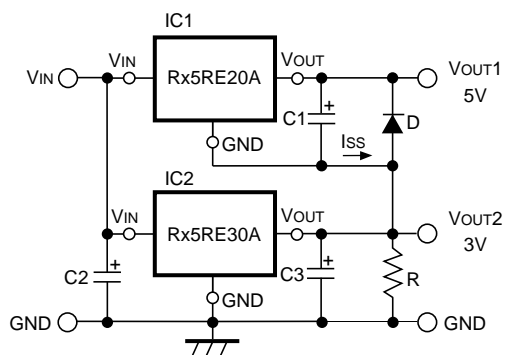 IC1
VIN
VIN
Rx5RE20A
VOUT
VOUT1
5V
C1
+
D
GND
ISS
IC2
VIN
Rx5RE30A
VOUT
VOUT2
3V
C2
+
C3
+
R
GND
GND
GND